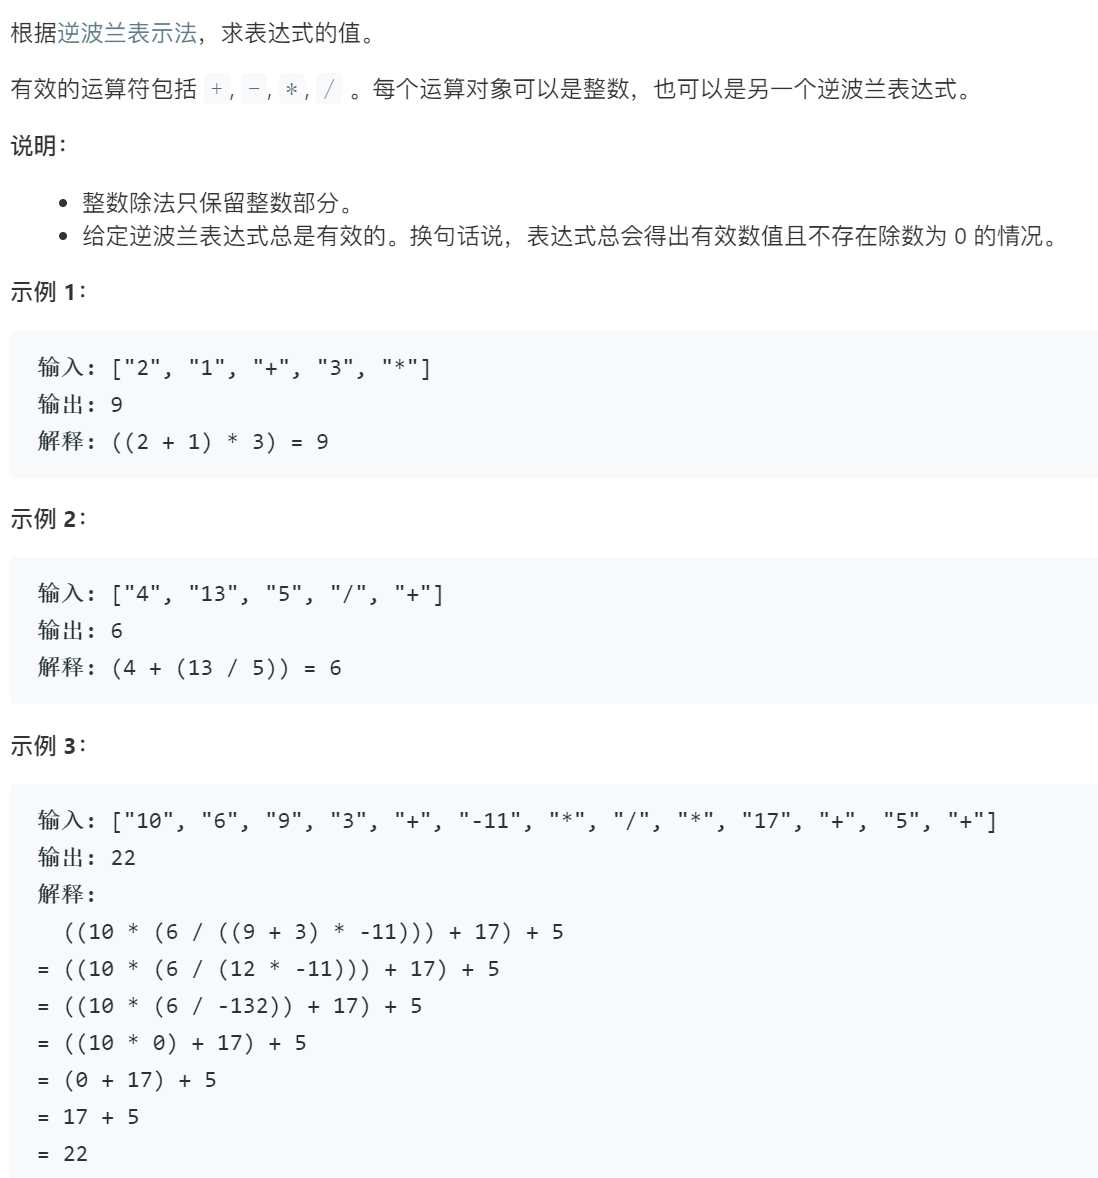 根据逆波兰表示法，求表达式的值。
有效的运算符包括 +, -, *, / 。每个运算对象可以是整数，也可以是另一个逆波兰表达式。
说明：
• 整数除法只保留整数部分。
• 给定逆波兰表达式总是有效的。换句话说，表达式总会得出有效数值且不存在除数为 0 的情况。
示例 1：
输入: ["2", "1", "+", "3", "*"]
输出: 9
解释: ((2 + 1) * 3) = 9
示例 2：
输入: ["4", "13", "5", "/", "+"]
输出: 6
解释: (4 + (13 / 5)) = 6
示例 3：
输入: ["10", "6", "9", "3", "+", "-11", "*", "/", "*", "17", "+", "5", "+"]
输出: 22
解释:
((10 * (6 / ((9 + 3) * -11))) + 17) + 5
= ((10 * (6 / (12 * -11))) + 17) + 5
= ((10 * (6 / -132)) + 17) + 5
= ((10 * 0) + 17) + 5
= (0 + 17) + 5
= 17 + 5
= 22